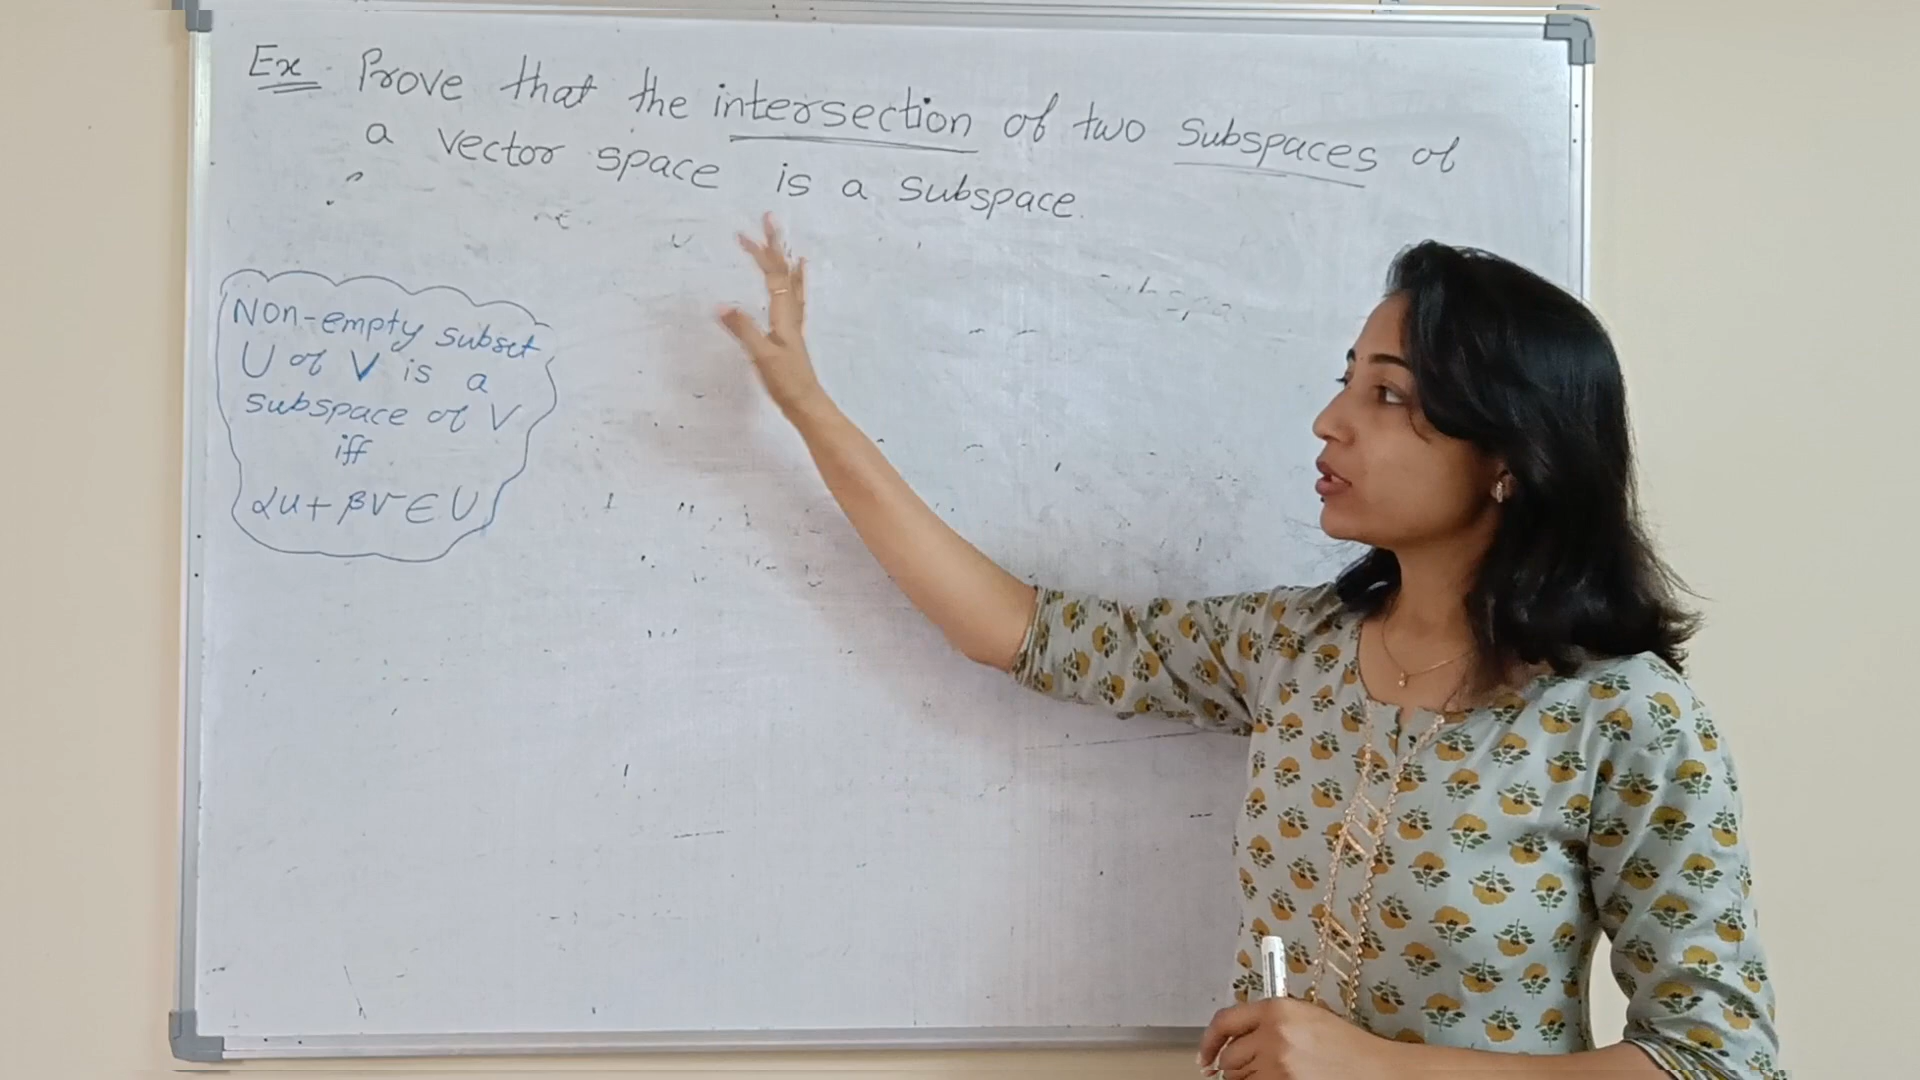 Ex. Prove that the intersection of two subspaces of
a vector space is a subspace.
Non-empty subset
U of V is a
subspace of V
iff
αu + βv ∈ U